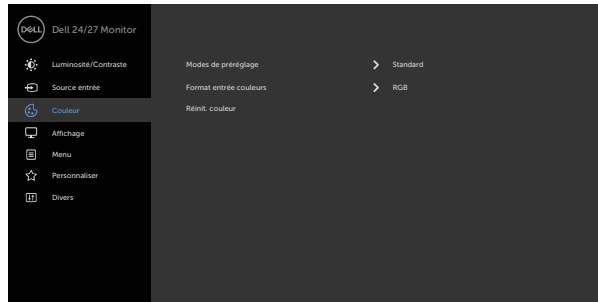 DELL Dell 24/27 Monitor
Luminosité/Contraste Modes de préréglage Standard
Source entrée Format entrée couleurs RGB
Couleur Réinit. couleur
Affichage
Menu
Personnaliser
Divers